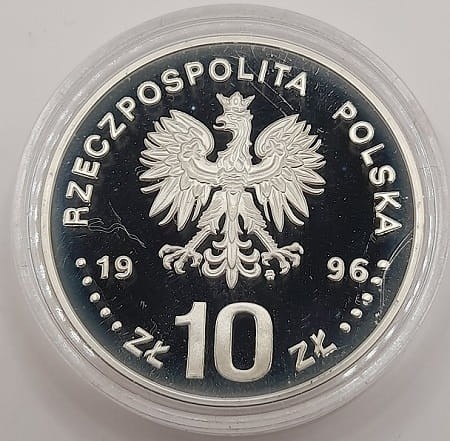 RZECZPOSPOLITA POLSKA
19 96
ZŁ 10 ZŁ